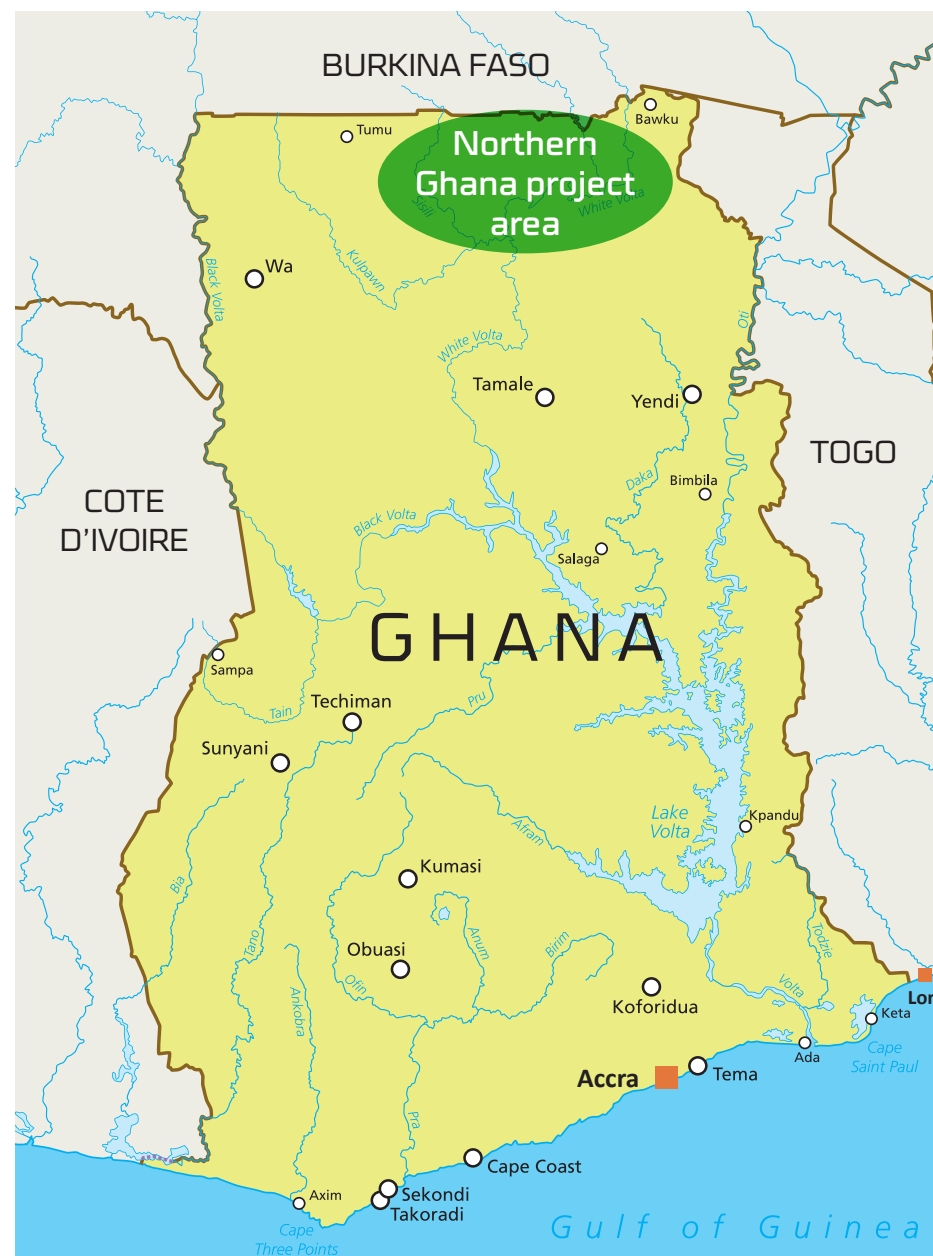 BURKINA FASO
Bawku
Tumu
Northern
Ghana project
area
Sisili
White Volta
Kulpawn
Black Volta
Wa
Oti
White Volta
Tamale
Yendi
TOGO
Daka
Bimbila
COTE
D'IVOIRE
Black Volta
Salaga
GHANA
Sampa
Pru
Tain
Techiman
Sunyani
Lake
Volta
Kpandu
Afram
Kumasi
Bia
Tano
Anum
Birim
Todzie
Obuasi
Ofin
Ankobra
Volta
Koforidua
Lor
Keta
Ada
Cape
Saint Paul
Accra
Tema
Pra
Cape Coast
Axim
Sekondi
Takoradi
Cape
Three Points
Gulf of Guinea